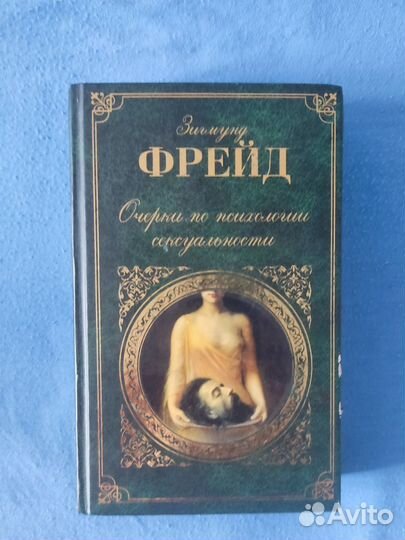 Зигмунд
ФРЕЙД
Очерки по психологии
сексуальности
Avito